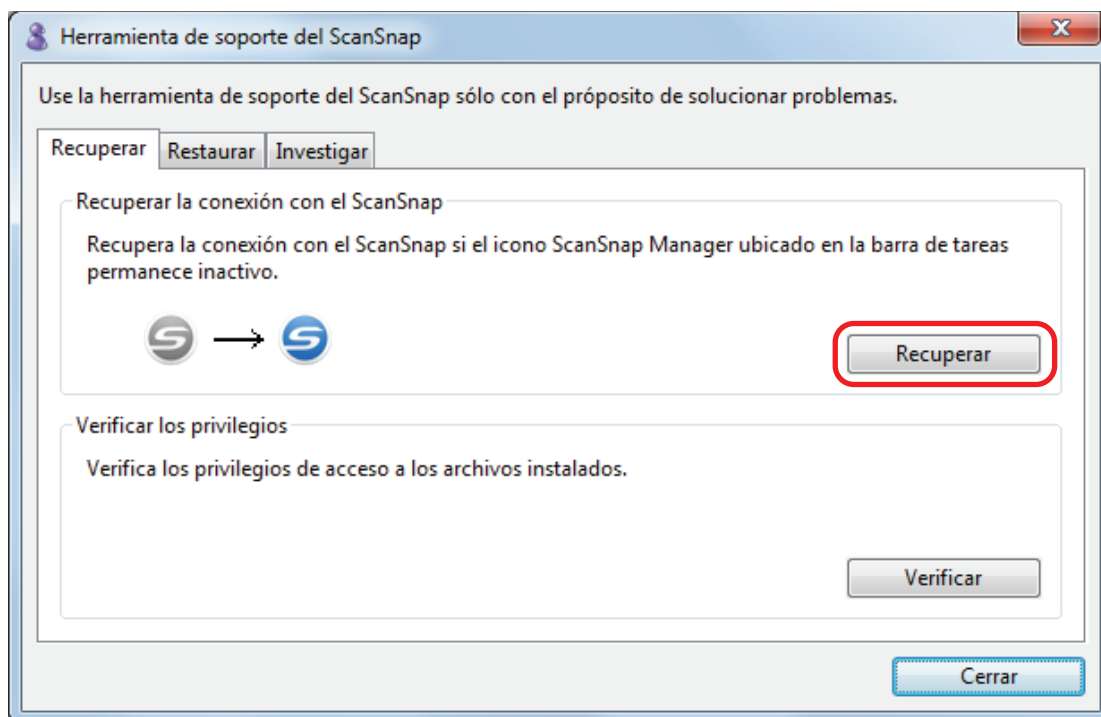 Herramienta de soporte del ScanSnap
Use la herramienta de soporte del ScanSnap sólo con el próposito de solucionar problemas.
Recuperar Restaurar Investigar
Recuperar la conexión con el ScanSnap
Recupera la conexión con el ScanSnap si el icono ScanSnap Manager ubicado en la barra de tareas
permanece inactivo.
Recuperar
Verificar los privilegios
Verifica los privilegios de acceso a los archivos instalados.
Verificar
Cerrar